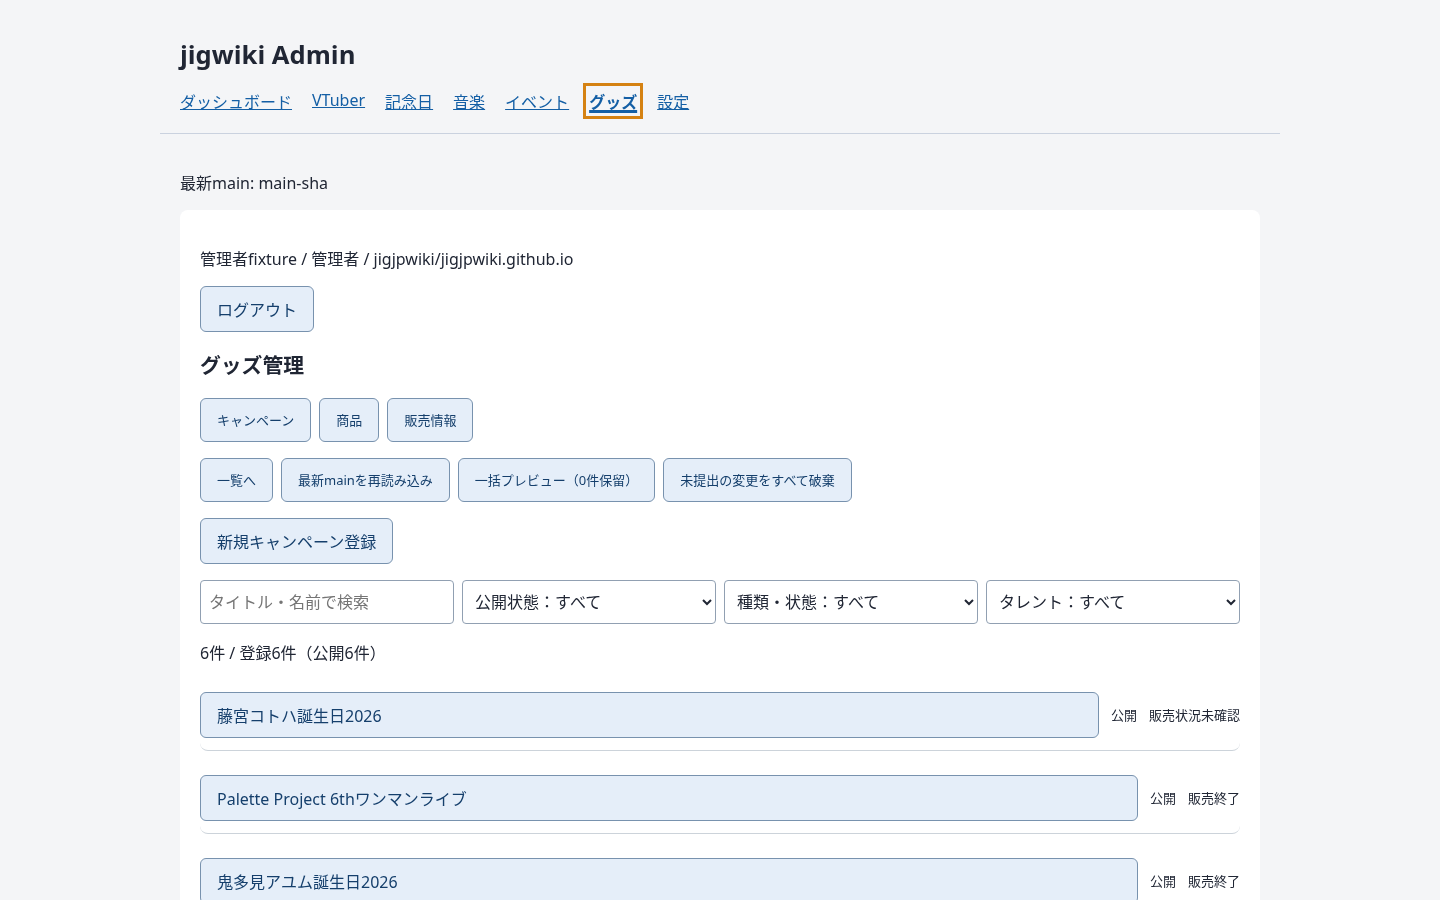 jigwiki Admin
ダッシュボード VTuber 記念日 音楽 イベント グッズ 設定
最新main: main-sha
管理者fixture / 管理者 / jigjpwiki/jigjpwiki.github.io
ログアウト
グッズ管理
キャンペーン 商品 販売情報
一覧へ 最新mainを再読み込み 一括プレビュー（0件保留） 未提出の変更をすべて破棄
新規キャンペーン登録
タイトル・名前で検索 公開状態：すべて 種類・状態：すべて タレント：すべて
6件 / 登録6件（公開6件）
藤宮コトハ誕生日2026 公開 販売状況未確認
Palette Project 6thワンマンライブ 公開 販売終了
鬼多見アユム誕生日2026 公開 販売終了